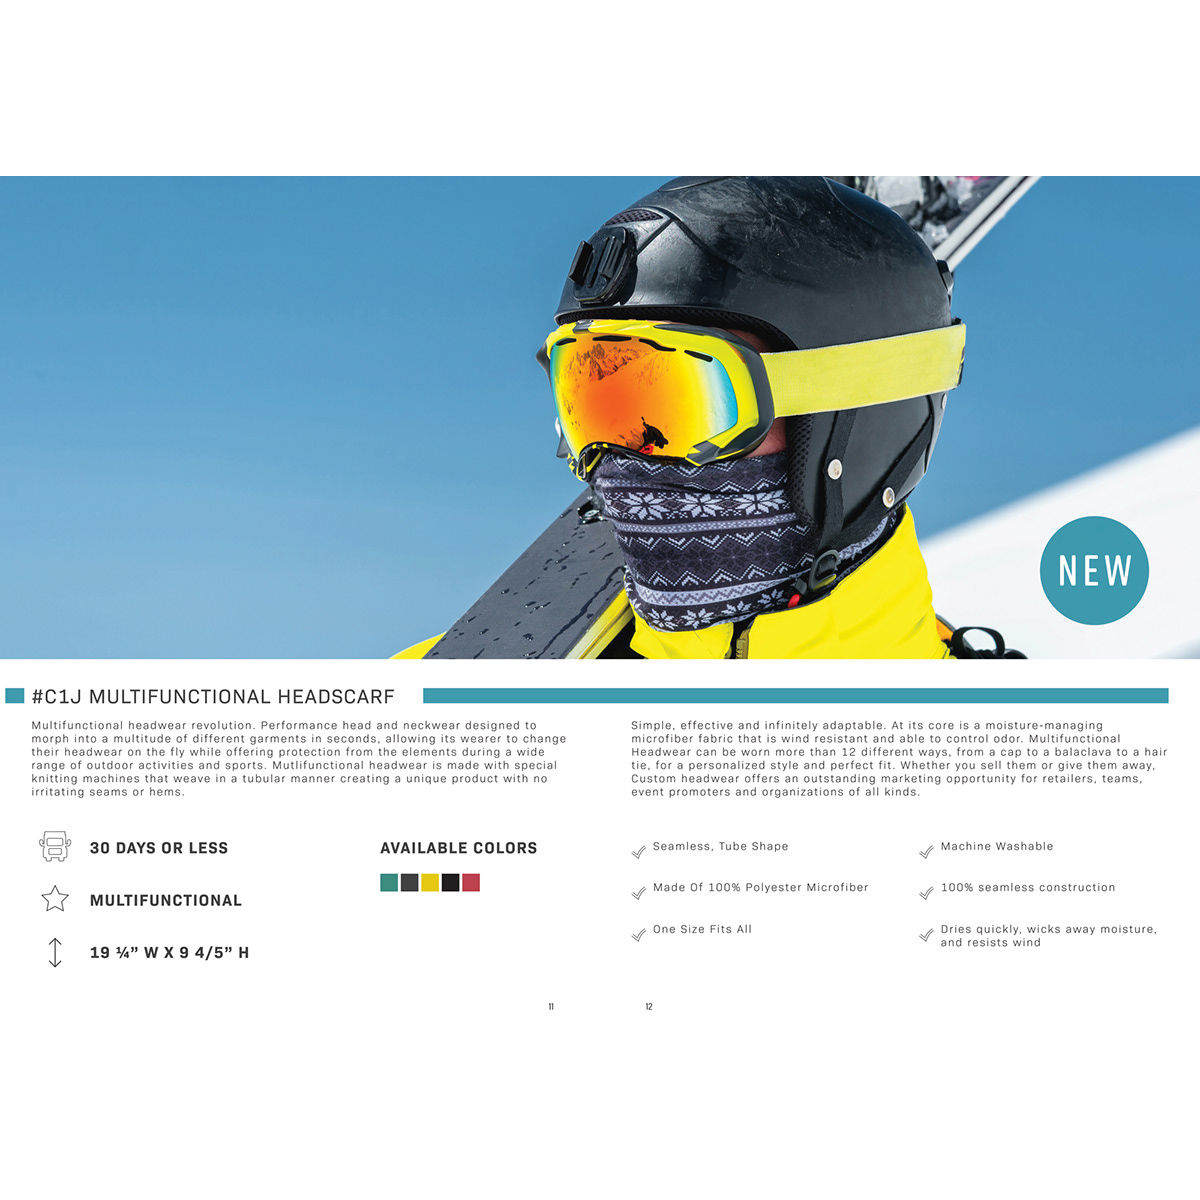 NEW
#C1J MULTIFUNCTIONAL HEADSCARF
Multifunctional headwear revolution. Performance head and neckwear designed to
morph into a multitude of different garments in seconds, allowing its wearer to change
their headwear on the fly while offering protection from the elements during a wide
range of outdoor activities and sports. Mutlifunctional headwear is made with special
knitting machines that weave in a tubular manner creating a unique product with no
irritating seams or hems.
Simple, effective and infinitely adaptable. At its core is a moisture-managing
microfiber fabric that is wind resistant and able to control odor. Multifunctional
Headwear can be worn more than 12 different ways, from a cap to a balaclava to a hair
tie, for a personalized style and perfect fit. Whether you sell them or give them away,
Custom headwear offers an outstanding marketing opportunity for retailers, teams,
event promoters and organizations of all kinds.
30 DAYS OR LESS
MULTIFUNCTIONAL
19 ¼” W X 9 4/5” H
AVAILABLE COLORS
Seamless, Tube Shape
Made Of 100% Polyester Microfiber
One Size Fits All
Machine Washable
100% seamless construction
Dries quickly, wicks away moisture,
and resists wind
11
12